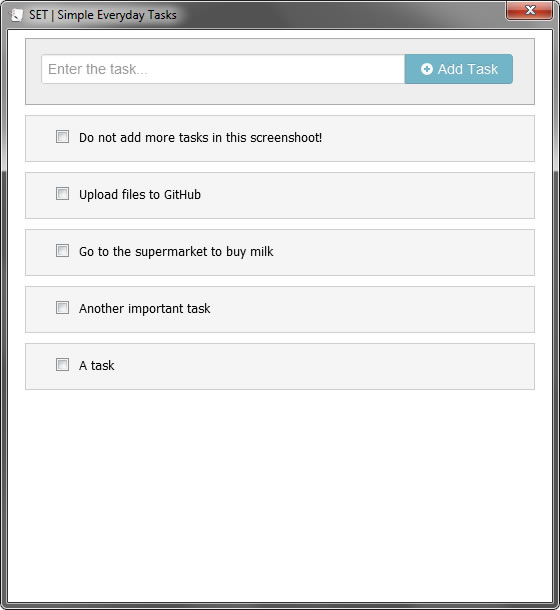 SET | Simple Everyday Tasks
Enter the task...
Add Task
Do not add more tasks in this screenshoot!
Upload files to GitHub
Go to the supermarket to buy milk
Another important task
A task